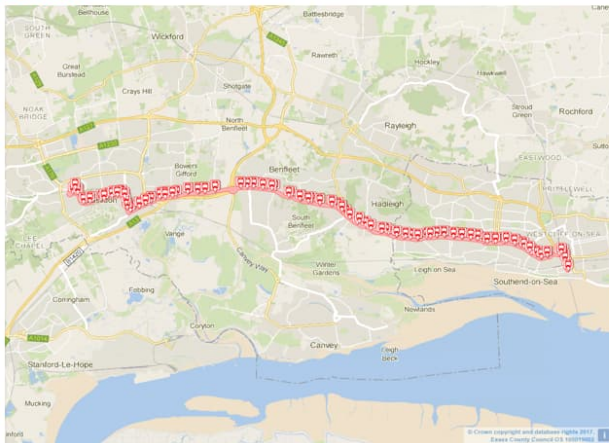 Battlesbridge
SOUTH
GREEN
Wickford
Rawreth
Hockley
Great
Burstead
Hawkwell
Crays Hill
Shotgate
Stroud
Green
Rochford
NOAK
BRIDGE
North
Benfleet
Rayleigh
EASTWOOD
Bowers
Gifford
Benfleet
Hadleigh
Vange
South
Benfleet
WESTCLIFF-ON-SEA
Canvey Way
Winter
Gardens
Leigh on Sea
Southend-on-Sea
Fobbing
Corringham
Newlands
Coryton
A1014
Canvey
Leigh
Beck
Stanford-Le-Hope
Mucking
© Crown copyright and database rights 2017.
Essex County Council OS 100019602